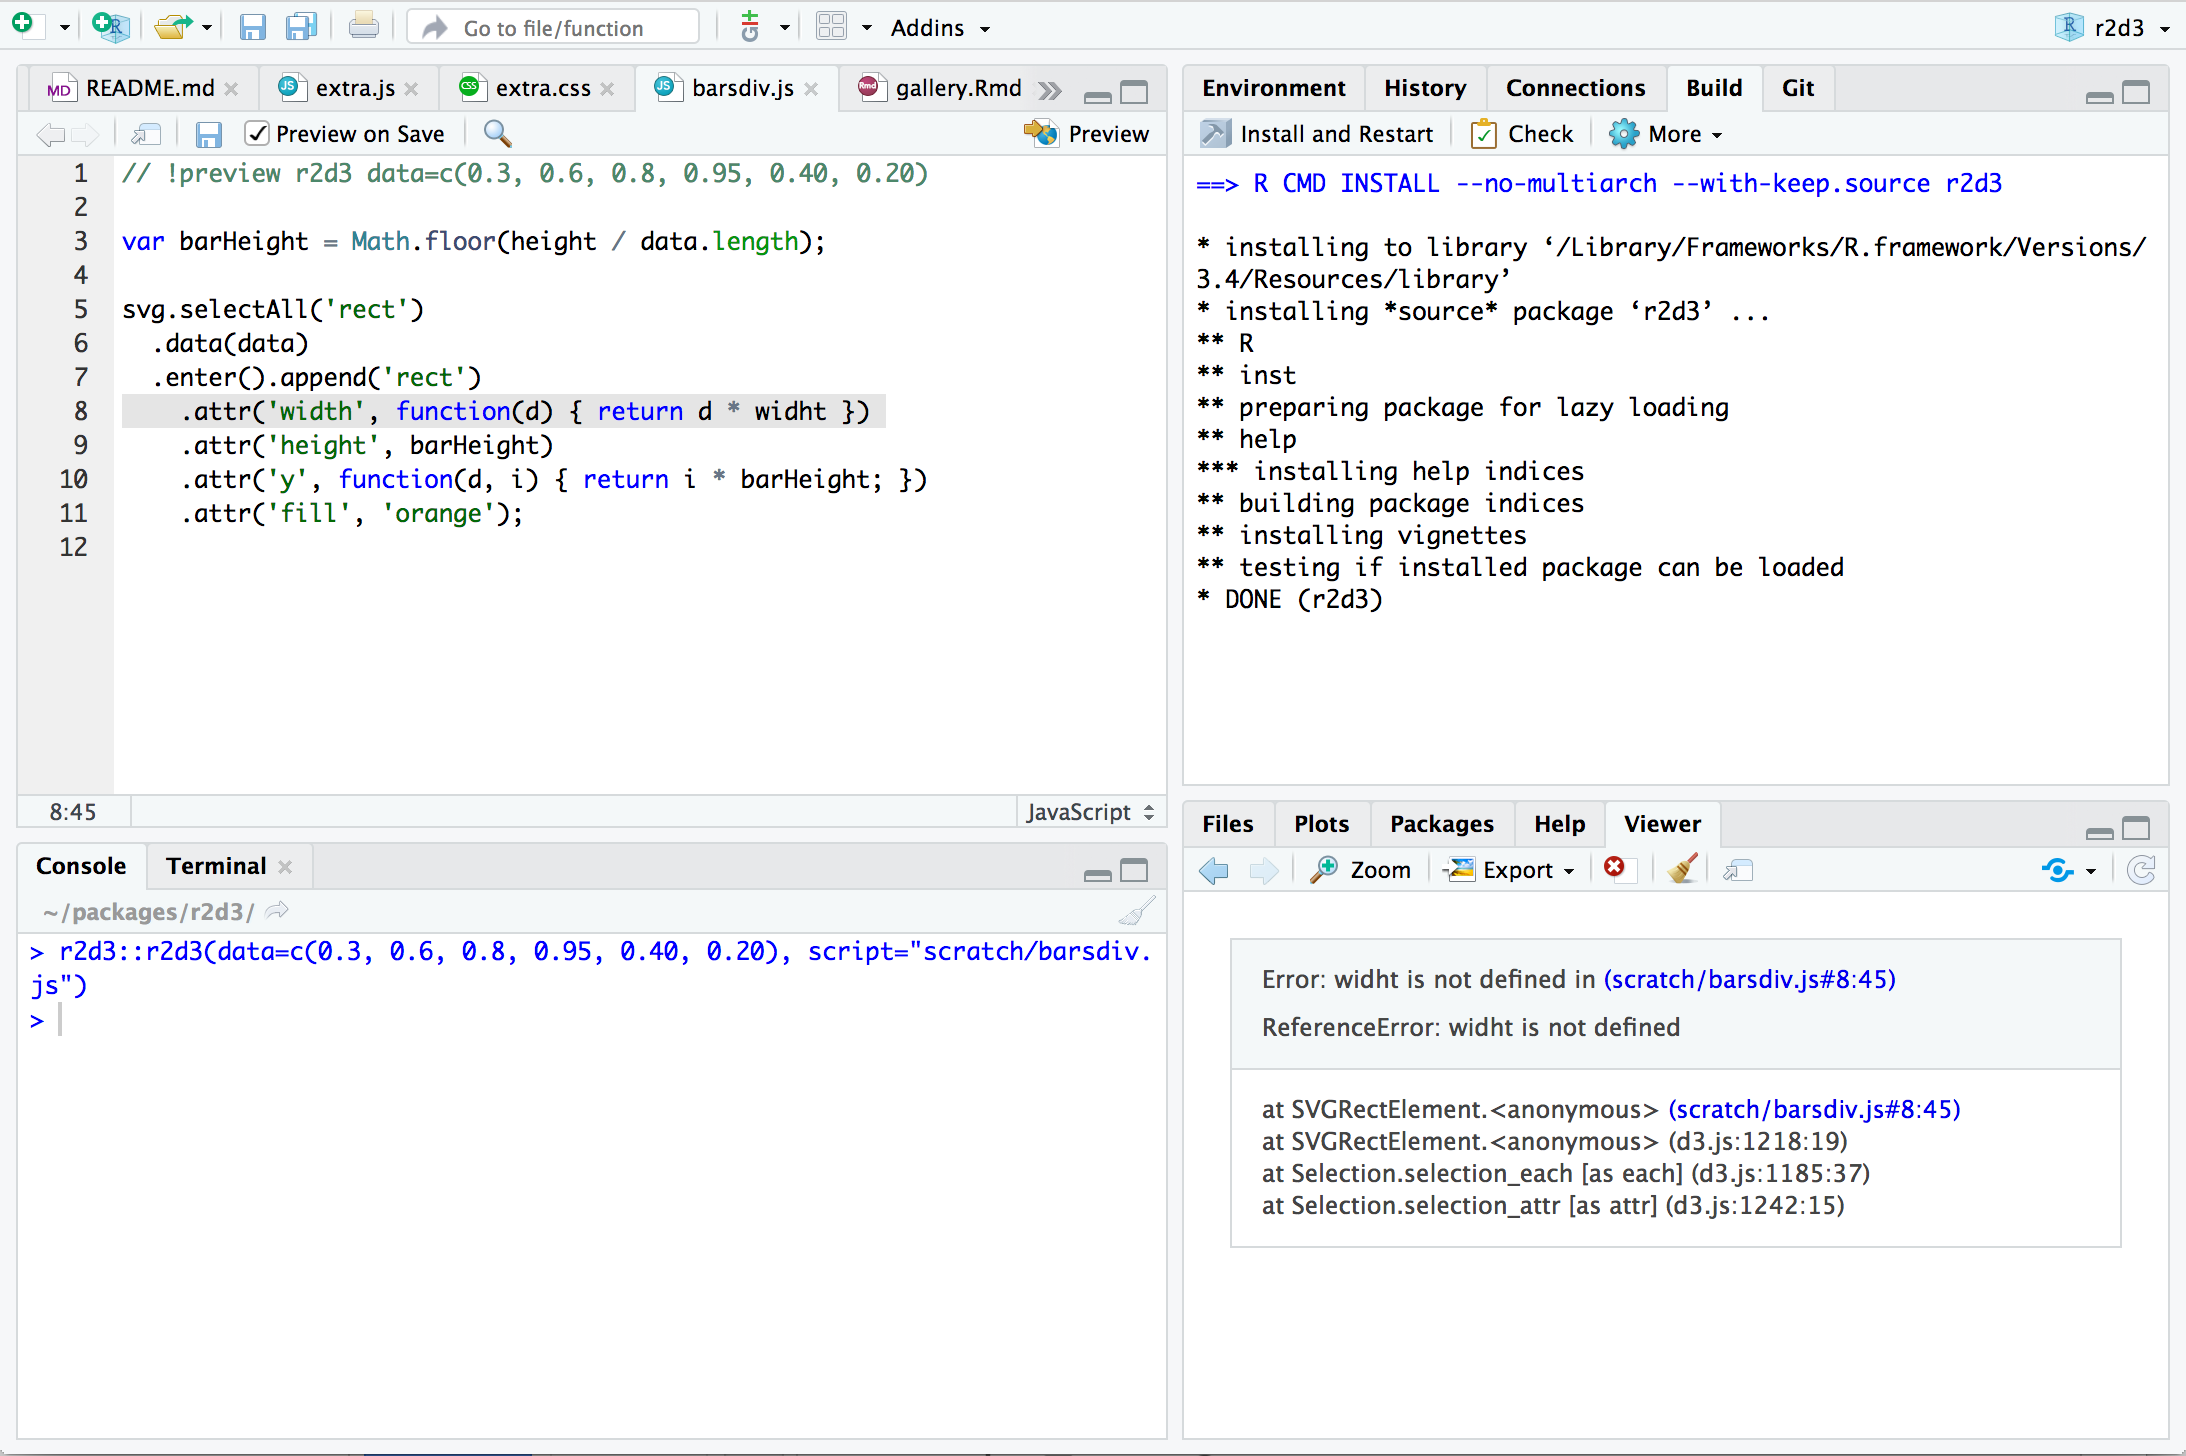 Go to file/function
Addins
r2d3
README.md
extra.js
extra.css
barsdiv.js
gallery.Rmd
Preview on Save
Preview
1 // !preview r2d3 data=c(0.3, 0.6, 0.8, 0.95, 0.40, 0.20)
2
3 var barHeight = Math.floor(height / data.length);
4
5 svg.selectAll('rect')
6 .data(data)
7 .enter().append('rect')
8 .attr('width', function(d) { return d * widht })
9 .attr('height', barHeight)
10 .attr('y', function(d, i) { return i * barHeight; })
11 .attr('fill', 'orange');
12
8:45
JavaScript
Console
Terminal
~/packages/r2d3/
> r2d3::r2d3(data=c(0.3, 0.6, 0.8, 0.95, 0.40, 0.20), script="scratch/barsdiv.
js")
>
Environment
History
Connections
Build
Git
Install and Restart
Check
More
==> R CMD INSTALL --no-multiarch --with-keep.source r2d3
* installing to library ‘/Library/Frameworks/R.framework/Versions/
3.4/Resources/library’
* installing *source* package ‘r2d3’ ...
** R
** inst
** preparing package for lazy loading
** help
*** installing help indices
** building package indices
** installing vignettes
** testing if installed package can be loaded
* DONE (r2d3)
Files
Plots
Packages
Help
Viewer
Zoom
Export
Error: widht is not defined in (scratch/barsdiv.js#8:45)
ReferenceError: widht is not defined
at SVGRectElement.<anonymous> (scratch/barsdiv.js#8:45)
at SVGRectElement.<anonymous> (d3.js:1218:19)
at Selection.selection_each [as each] (d3.js:1185:37)
at Selection.selection_attr [as attr] (d3.js:1242:15)